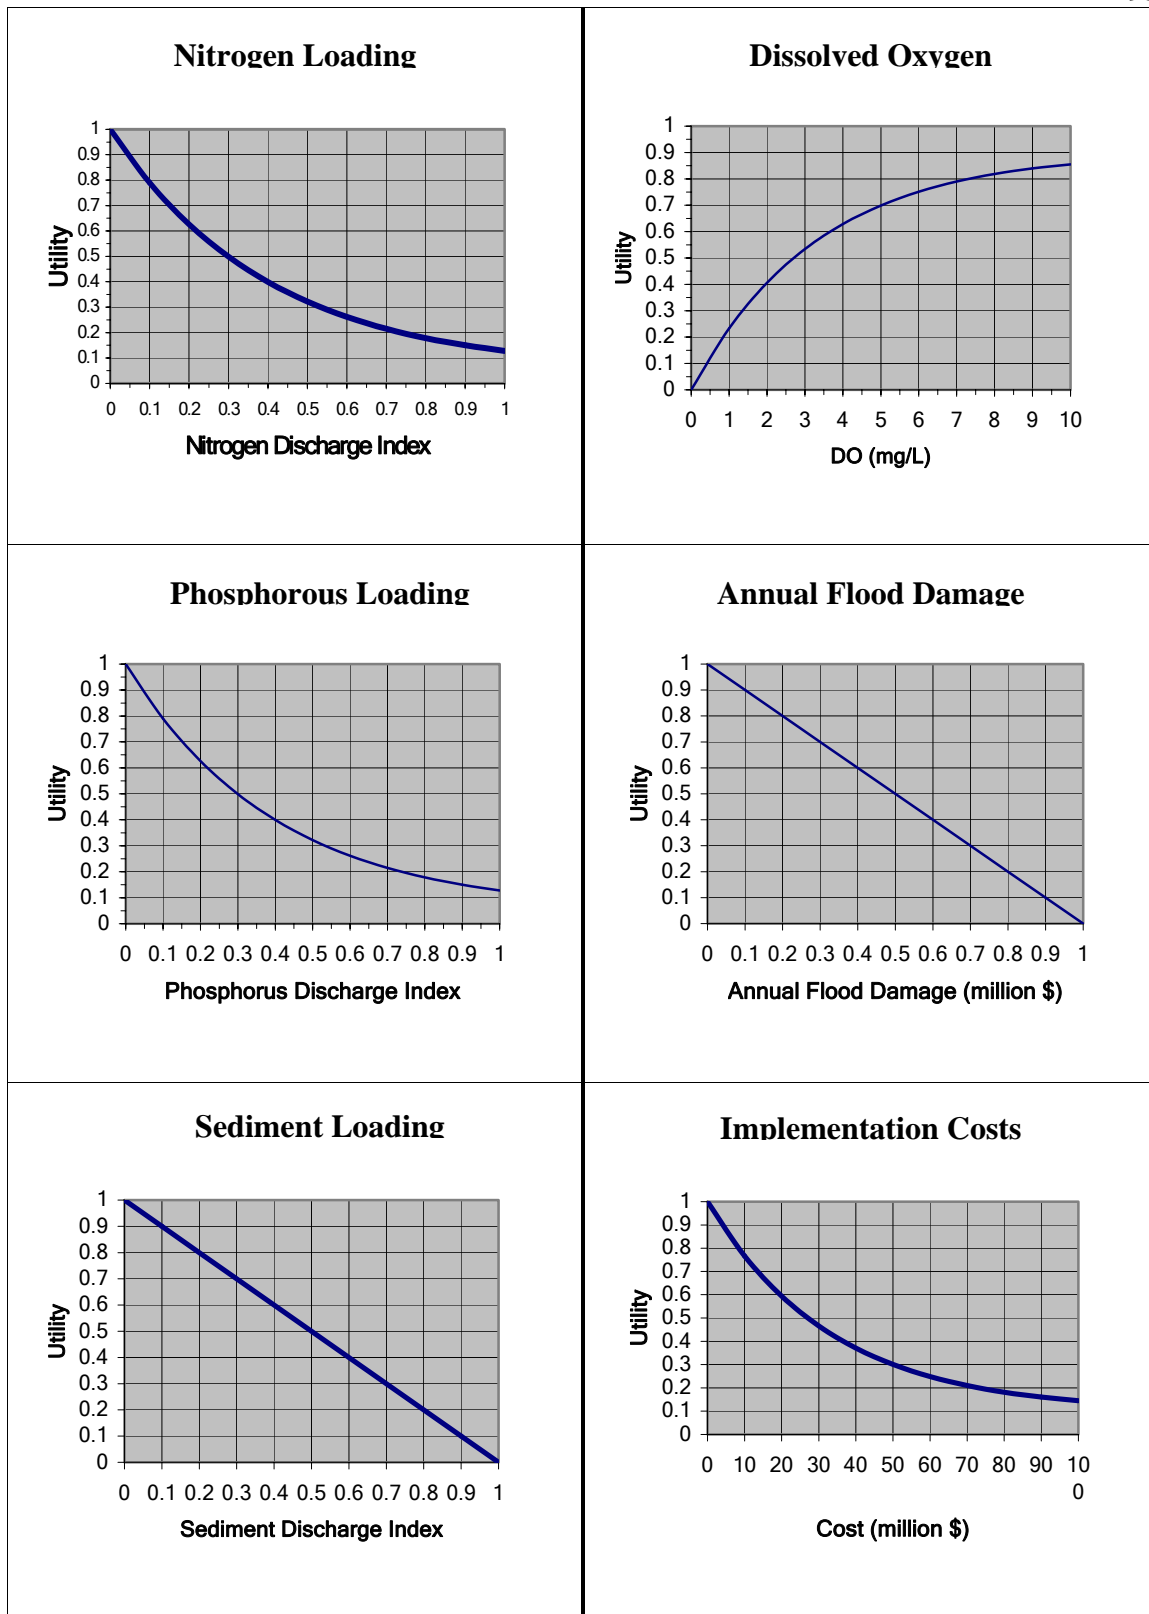 Nitrogen Loading
1
0.9
0.8
0.7
0.6
0.5
0.4
0.3
0.2
0.1
0
Utility
0 0.1 0.2 0.3 0.4 0.5 0.6 0.7 0.8 0.9 1
Nitrogen Discharge Index
Dissolved Oxygen
1
0.9
0.8
0.7
0.6
0.5
0.4
0.3
0.2
0.1
0
Utility
0 1 2 3 4 5 6 7 8 9 10
DO (mg/L)
Phosphorous Loading
1
0.9
0.8
0.7
0.6
0.5
0.4
0.3
0.2
0.1
0
Utility
0 0.1 0.2 0.3 0.4 0.5 0.6 0.7 0.8 0.9 1
Phosphorus Discharge Index
Annual Flood Damage
1
0.9
0.8
0.7
0.6
0.5
0.4
0.3
0.2
0.1
0
Utility
0 0.1 0.2 0.3 0.4 0.5 0.6 0.7 0.8 0.9 1
Annual Flood Damage (million $)
Sediment Loading
1
0.9
0.8
0.7
0.6
0.5
0.4
0.3
0.2
0.1
0
Utility
0 0.1 0.2 0.3 0.4 0.5 0.6 0.7 0.8 0.9 1
Sediment Discharge Index
Implementation Costs
1
0.9
0.8
0.7
0.6
0.5
0.4
0.3
0.2
0.1
0
Utility
0 10 20 30 40 50 60 70 80 90 10
0
Cost (million $)